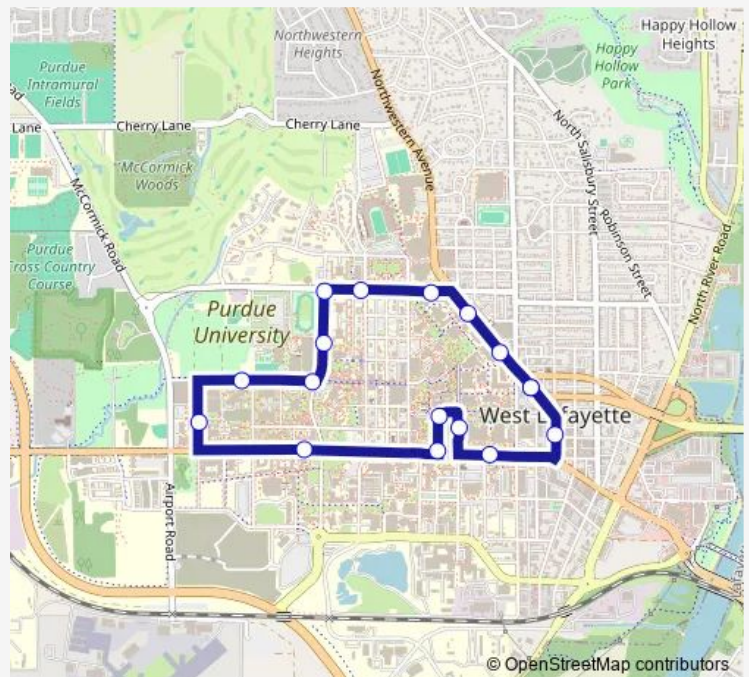 Happy Hollow
Heights
Northwestern
Heights
Happy
Hollow
Park
Purdue
Intramural
Fields
Lane
Cherry Lane
Cherry Lane
Northwestern Avenue
North Salisbury Street
McCormick
Woods
McCormick Road
Robinson Street
North River Road
Purdue
Cross Country
Course
Purdue
University
West Lafayette
Airport Road
© OpenStreetMap contributors